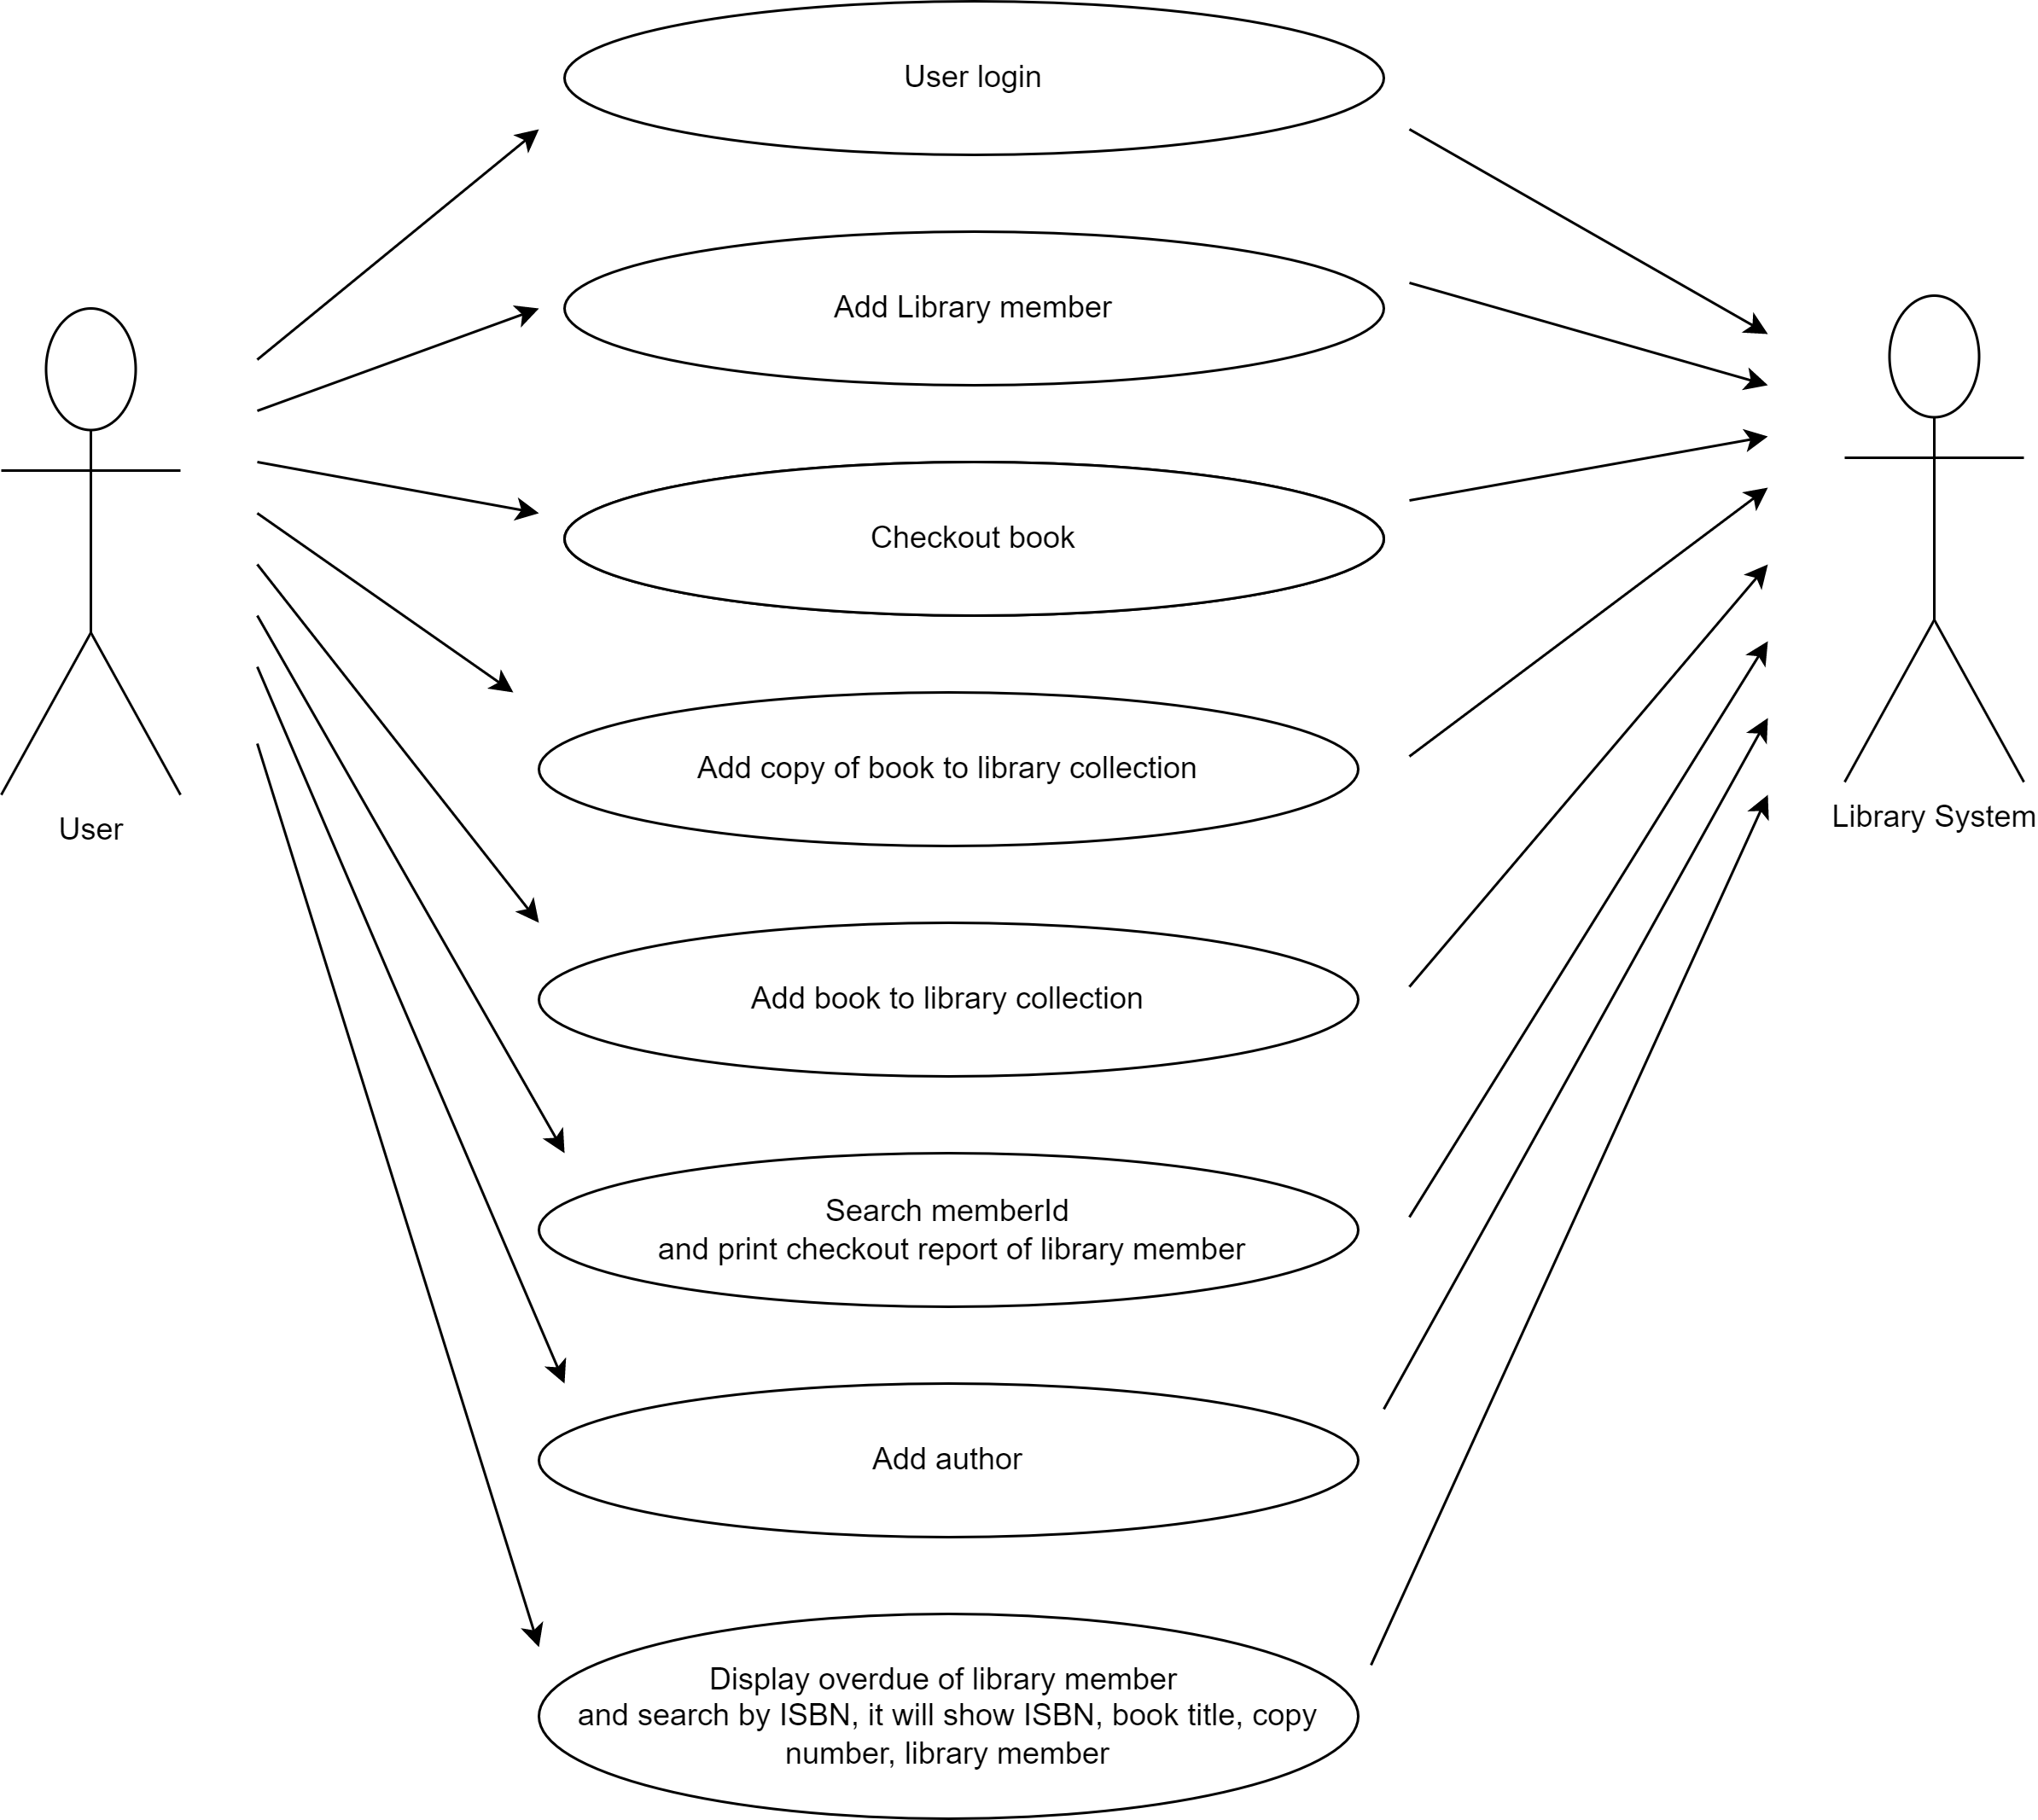 User login
Add Library member
Checkout book
Add copy of book to library collection
User
Library System
Add book to library collection
Search memberId
and print checkout report of library member
Add author
Display overdue of library member
and search by ISBN, it will show ISBN, book title, copy
number, library member